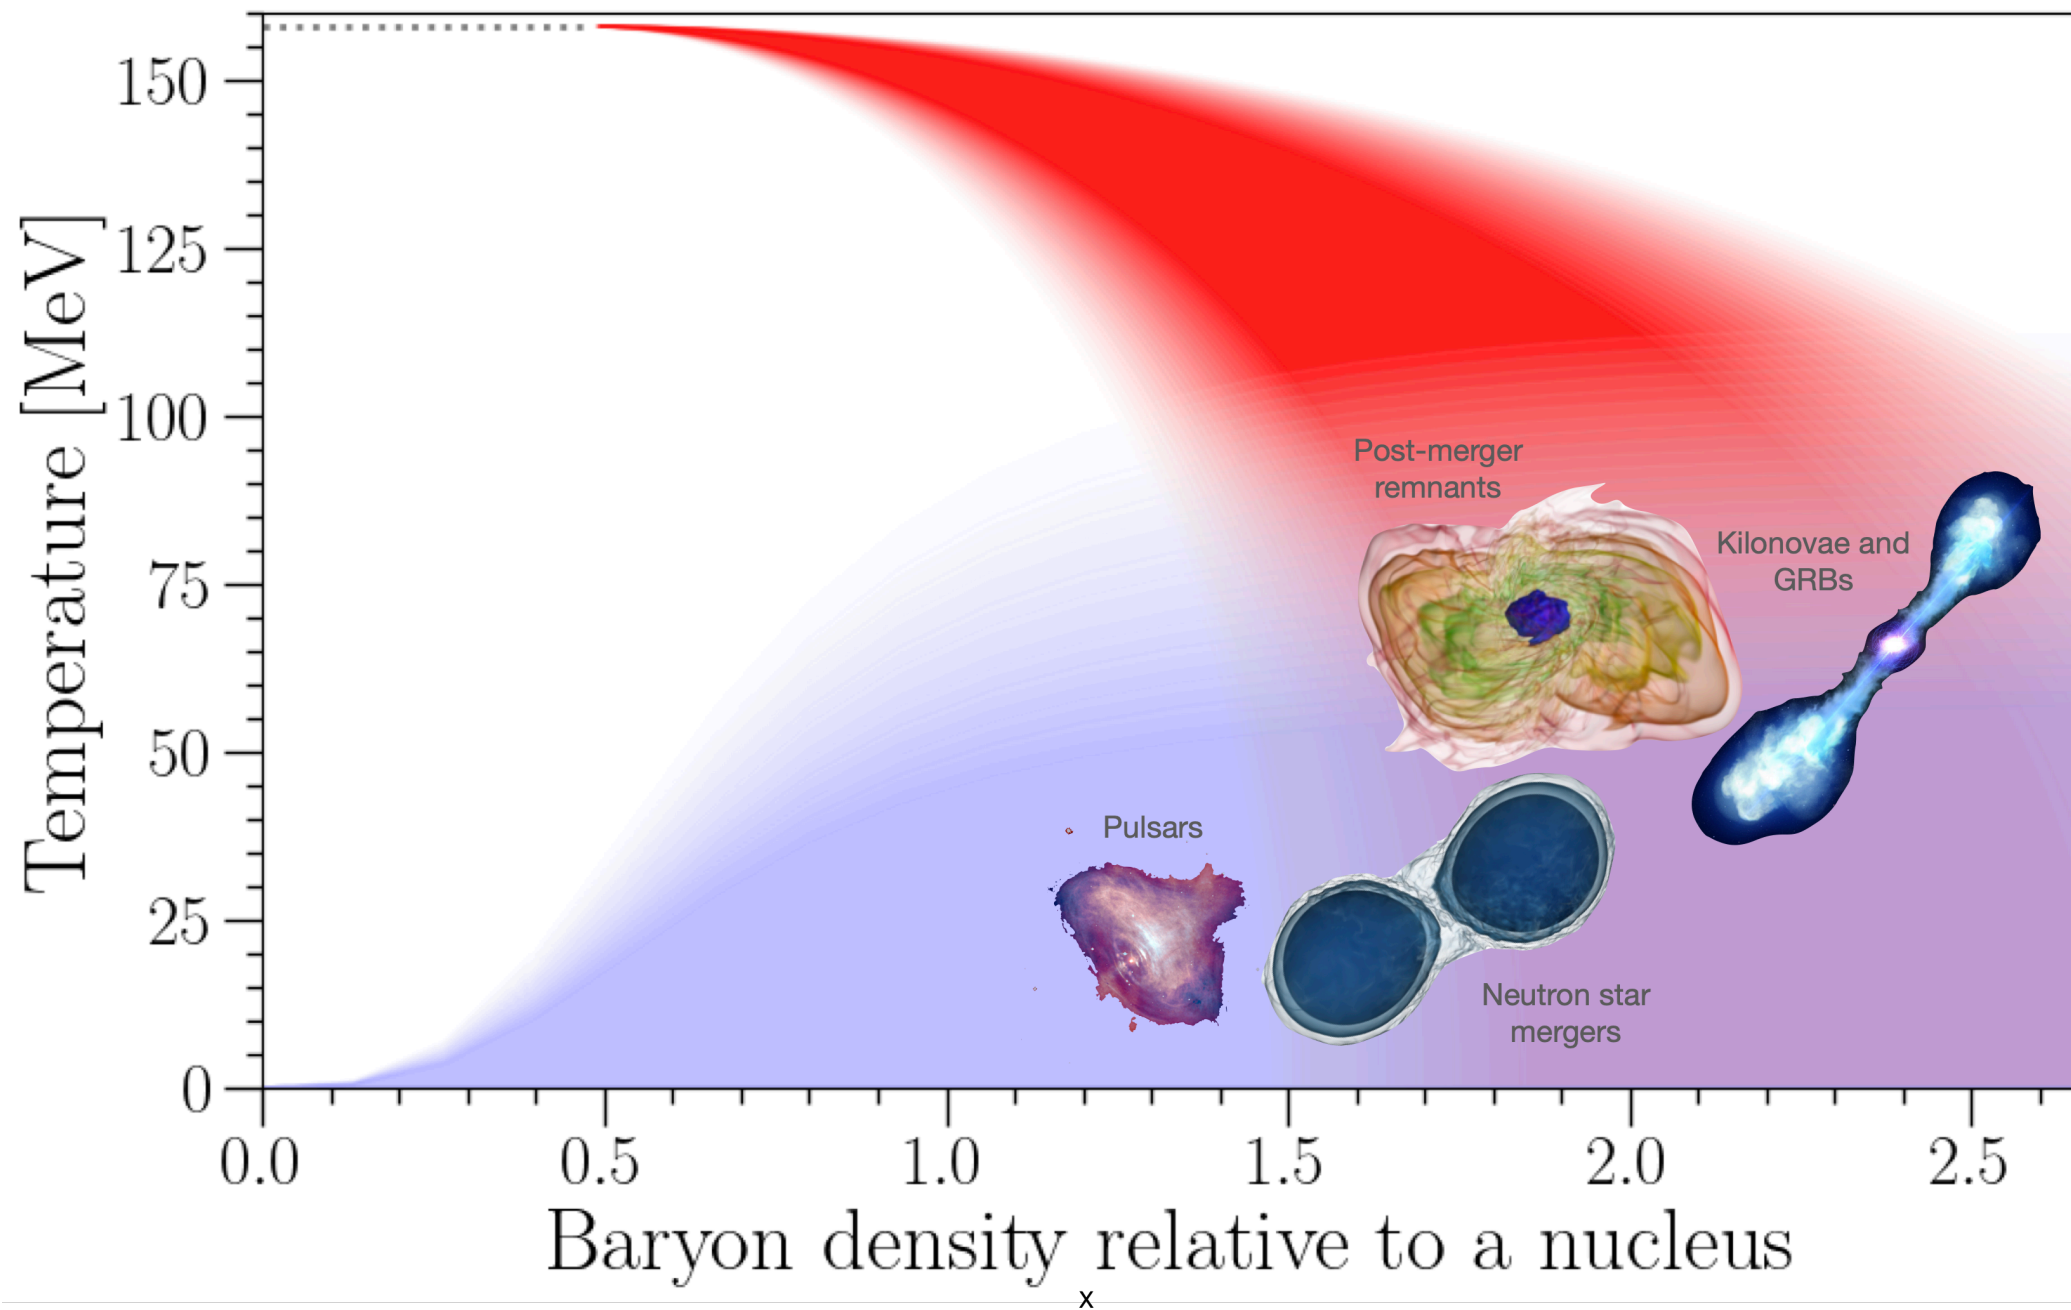 150
125
100
75
50
25
0
Temperature [MeV]
Post-merger
remnants
Kilonovae and
GRBs
Pulsars
Neutron star
mergers
0.0 0.5 1.0 1.5 2.0 2.5
Baryon density relative to a nucleus
x